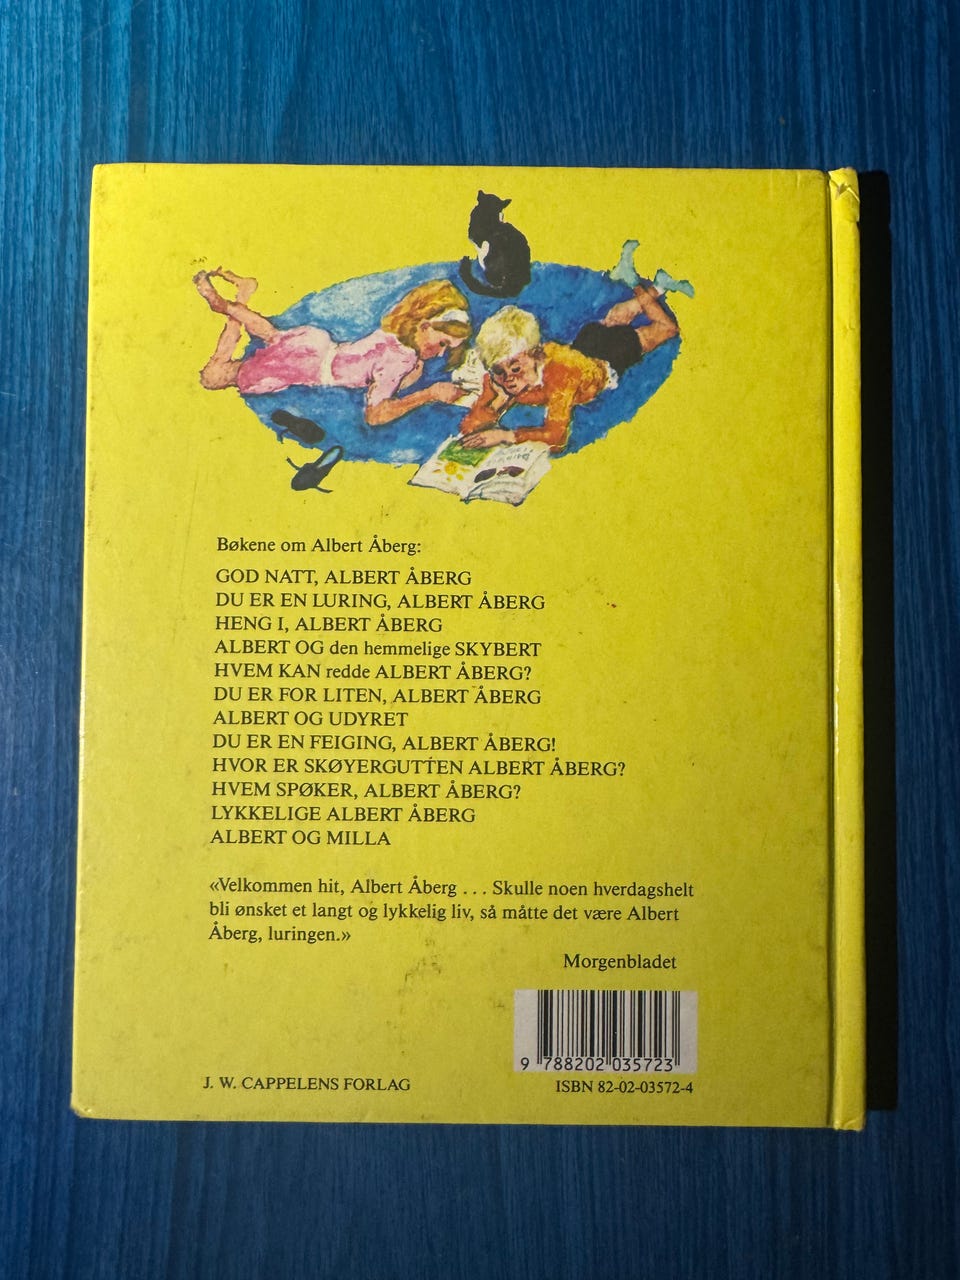 Bøkene om Albert Åberg:
GOD NATT, ALBERT ÅBERG
DU ER EN LURING, ALBERT ÅBERG
HENG I, ALBERT ÅBERG
ALBERT OG den hemmelige SKYBERT
HVEM KAN redde ALBERT ÅBERG?
DU ER FOR LITEN, ALBERT ÅBERG
ALBERT OG UDYRET
DU ER EN FEIGING, ALBERT ÅBERG!
HVOR ER SKØYERGUTTEN ALBERT ÅBERG?
HVEM SPØKER, ALBERT ÅBERG?
LYKKELIGE ALBERT ÅBERG
ALBERT OG MILLA
«Velkommen hit, Albert Åberg . . . Skulle noen hverdagshelt
bli ønsket et langt og lykkelig liv, så måtte det være Albert
Åberg, luringen.»
Morgenbladet
9 788202 035723
J. W. CAPPELENS FORLAG
ISBN 82-02-03572-4